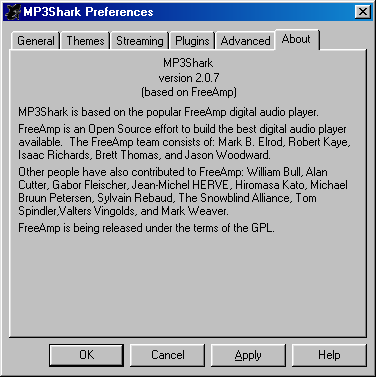 MP3Shark Preferences
General Themes Streaming Plugins Advanced About
MP3Shark
version 2.0.7
(based on FreeAmp)
MP3Shark is based on the popular FreeAmp digital audio player.
FreeAmp is an Open Source effort to build the best digital audio player
available. The FreeAmp team consists of: Mark B. Elrod, Robert Kaye,
Isaac Richards, Brett Thomas, and Jason Woodward.
Other people have also contributed to FreeAmp: William Bull, Alan
Cutter, Gabor Fleischer, Jean-Michel HERVE, Hiromasa Kato, Michael
Bruun Petersen, Sylvain Rebaud, The Snowblind Alliance, Tom
Spindler,Valters Vingolds, and Mark Weaver.
FreeAmp is being released under the terms of the GPL.
OK Cancel Apply Help